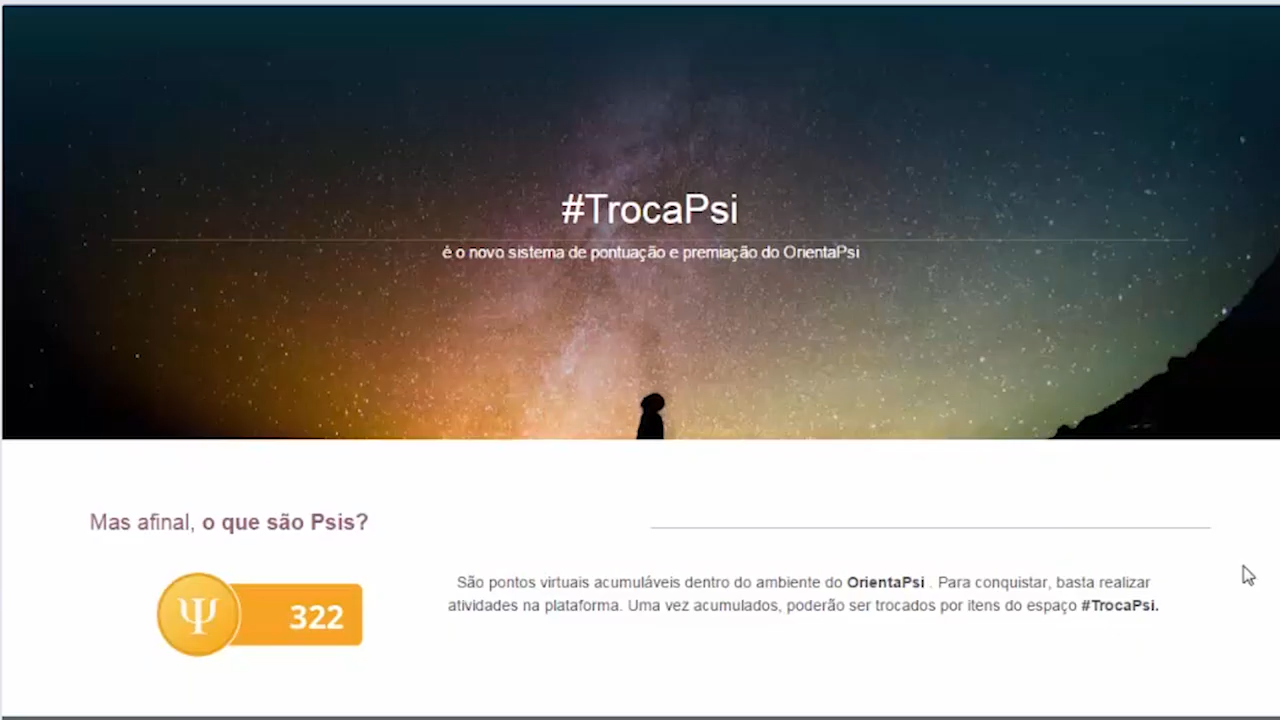 #TrocaPsi
é o novo sistema de pontuação e premiação do OrientaPsi
Mas afinal, o que são Psis?
Ψ 322
São pontos virtuais acumuláveis dentro do ambiente do OrientaPsi . Para conquistar, basta realizar
atividades na plataforma. Uma vez acumulados, poderão ser trocados por itens do espaço #TrocaPsi.